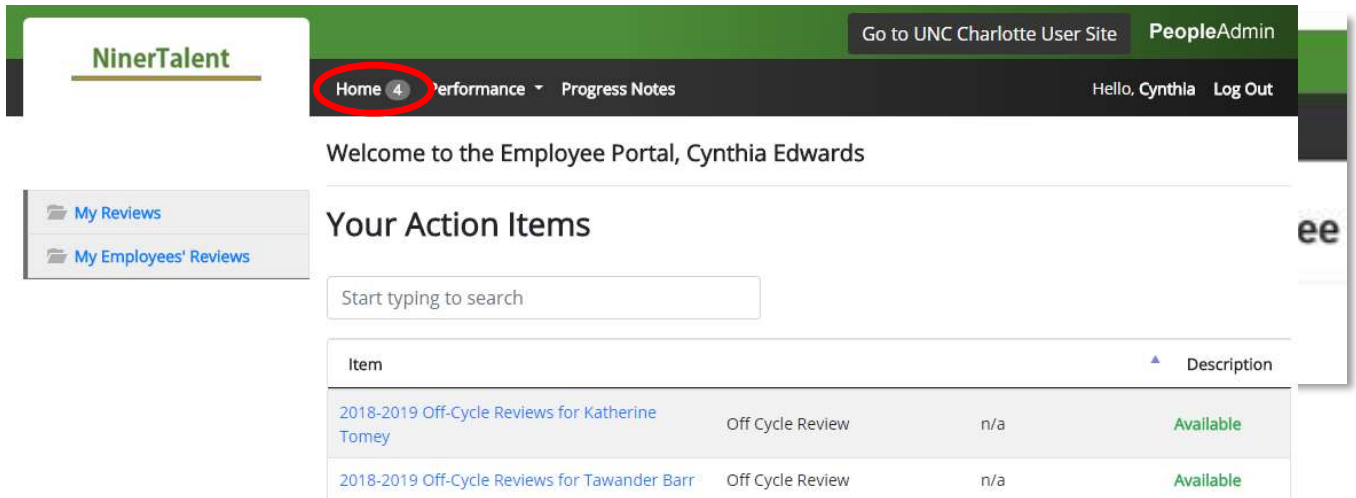 Go to UNC Charlotte User Site PeopleAdmin
NinerTalent
Home 4 Performance Progress Notes Hello, Cynthia Log Out
Welcome to the Employee Portal, Cynthia Edwards
My Reviews
Your Action Items
ee
My Employees' Reviews
Start typing to search
Item Description
2018-2019 Off-Cycle Reviews for Katherine
Tomey Off Cycle Review n/a Available
2018-2019 Off-Cycle Reviews for Tawander Barr Off Cycle Review n/a Available